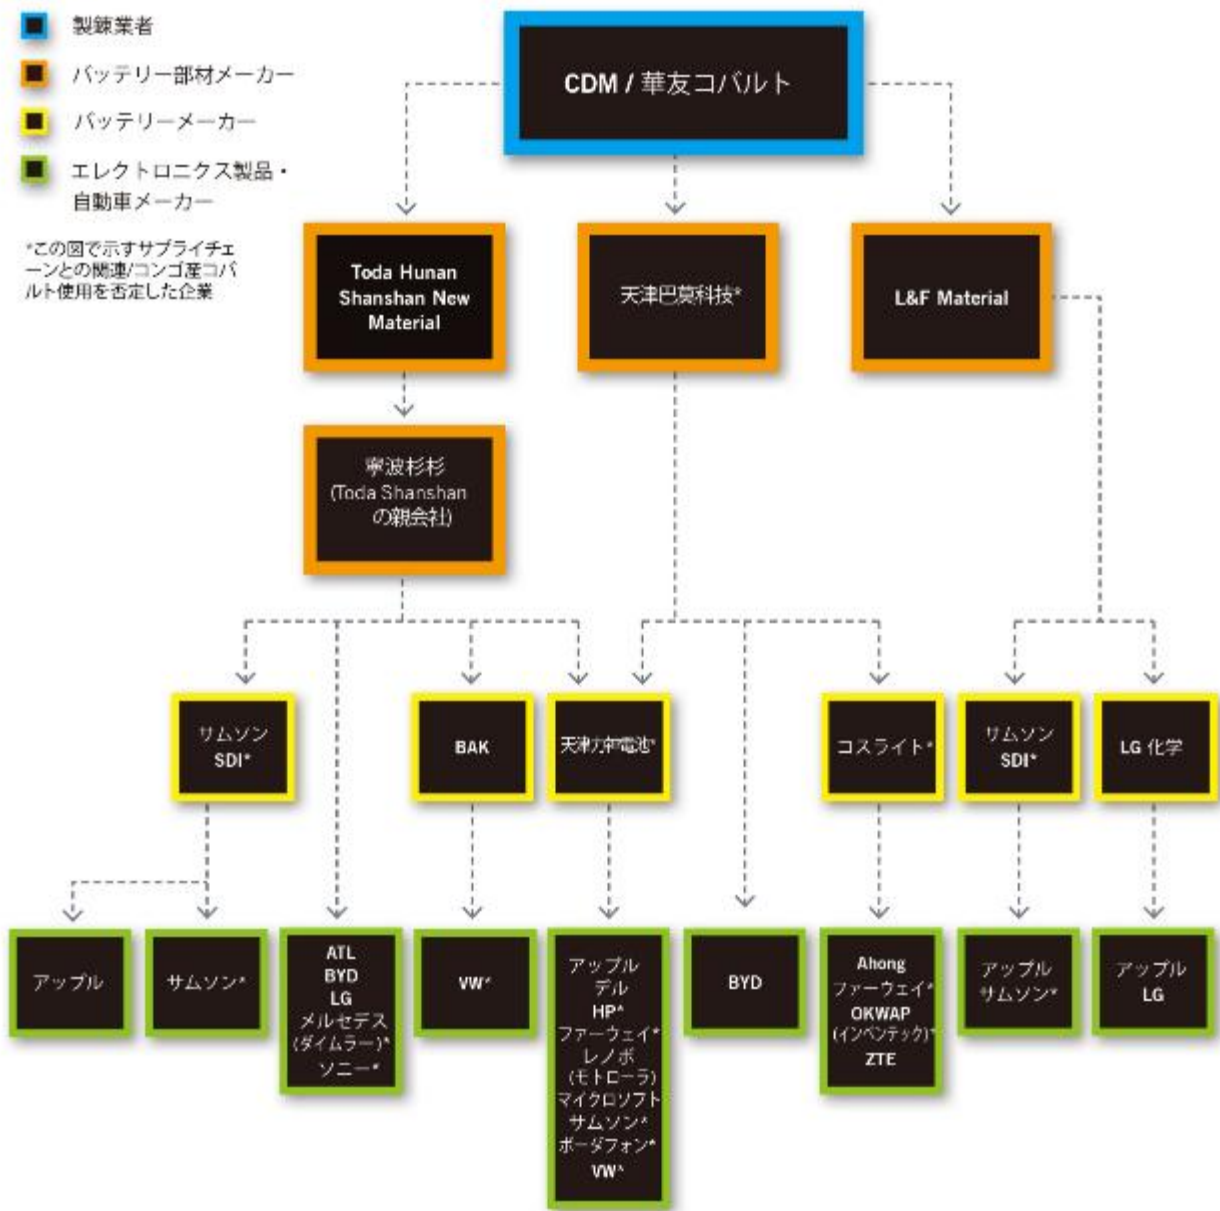 製錬業者
バッテリー部材メーカー
バッテリーメーカー
エレクトロニクス製品・
自動車メーカー
*この図で示すサプライチェ
ーンとの関連/コンゴ産コバ
ルト使用を否定した企業
CDM / 華友コバルト
Toda Hunan
Shanshan New
Material
天津巴莫科技*
L&F Material
寧波杉杉
(Toda Shanshan
の親会社)
サムソン
SDI*
BAK
天津力神電池*
コスライト*
サムソン
SDI*
LG 化学
アップル
サムソン*
ATL
BYD
LG
メルセデス
(ダイムラー)*
ソニー*
VW*
アップル
デル
HP*
ファーウェイ*
レノボ
(モトローラ)
マイクロソフト
サムソン*
ボーダフォン*
VW*
BYD
Ahong
ファーウェイ*
OKWAP
(インベンテック)*
ZTE
アップル
サムソン*
アップル
LG